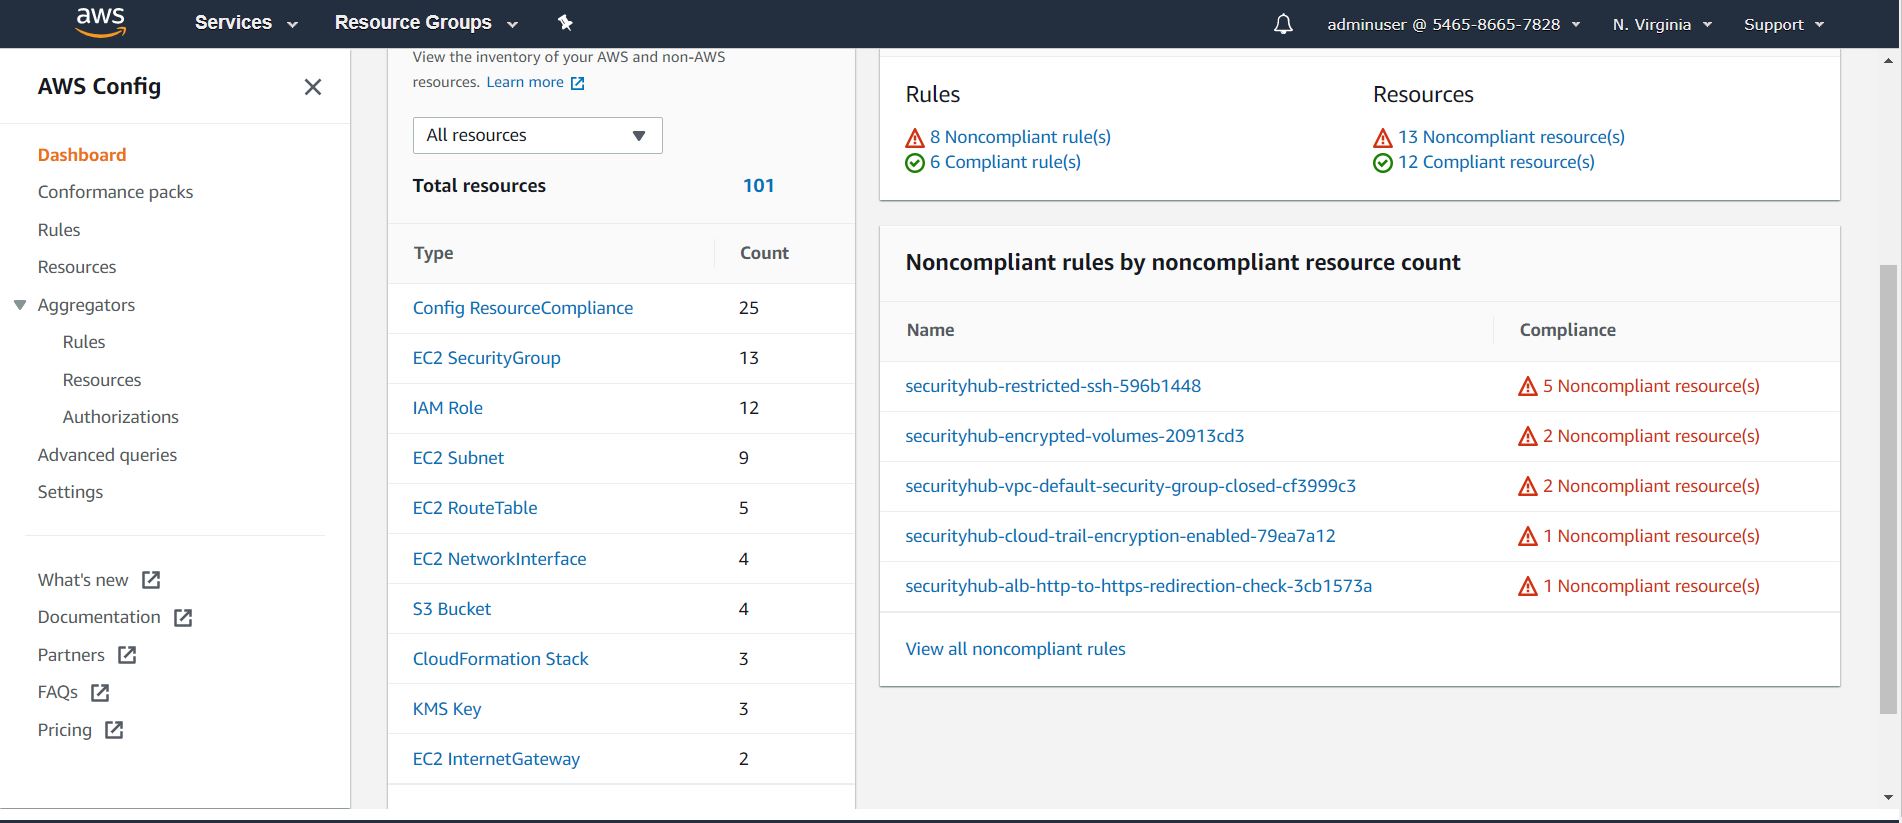 aws Services Resource Groups adminuser @ 5465-8665-7828 N. Virginia Support
AWS Config
Dashboard
Conformance packs
Rules
Resources
Aggregators
Rules
Resources
Authorizations
Advanced queries
Settings
What's new
Documentation
Partners
FAQs
Pricing
View the inventory of your AWS and non-AWS
resources. Learn more
All resources
Total resources 101
Type Count
Config ResourceCompliance 25
EC2 SecurityGroup 13
IAM Role 12
EC2 Subnet 9
EC2 RouteTable 5
EC2 NetworkInterface 4
S3 Bucket 4
CloudFormation Stack 3
KMS Key 3
EC2 InternetGateway 2
Rules
8 Noncompliant rule(s)
6 Compliant rule(s)
Resources
13 Noncompliant resource(s)
12 Compliant resource(s)
Noncompliant rules by noncompliant resource count
Name Compliance
securityhub-restricted-ssh-596b1448 5 Noncompliant resource(s)
securityhub-encrypted-volumes-20913cd3 2 Noncompliant resource(s)
securityhub-vpc-default-security-group-closed-cf3999c3 2 Noncompliant resource(s)
securityhub-cloud-trail-encryption-enabled-79ea7a12 1 Noncompliant resource(s)
securityhub-alb-http-to-https-redirection-check-3cb1573a 1 Noncompliant resource(s)
View all noncompliant rules